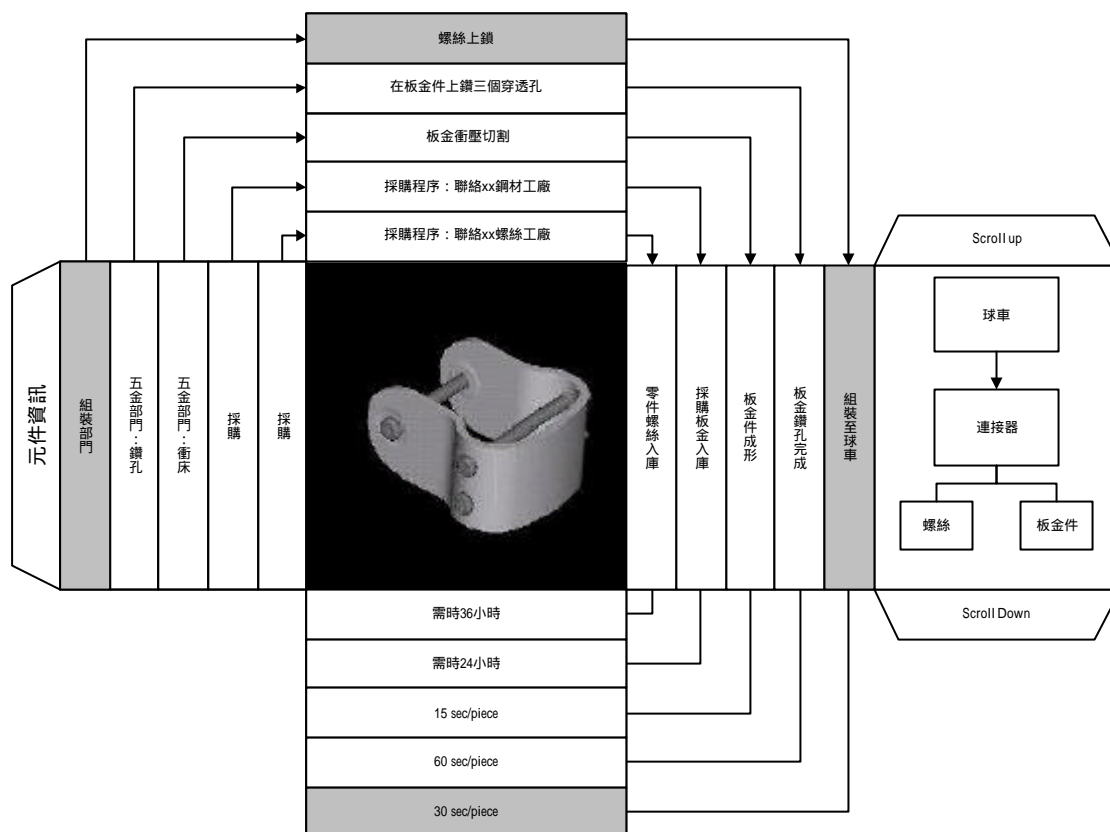 螺絲上鎖
在板金件上鑽三個穿透孔
板金衝壓切割
採購程序：聯絡xx鋼材工廠
採購程序：聯絡xx螺絲工廠
元件資訊
組裝部門
五金部門：鑽孔
五金部門：衝床
採購
採購
零件螺絲入庫
採購板金入庫
板金件成形
板金鑽孔完成
組裝至球車
Scroll up
球車
連接器
螺絲
板金件
Scroll Down
需時36小時
需時24小時
15 sec/piece
60 sec/piece
30 sec/piece